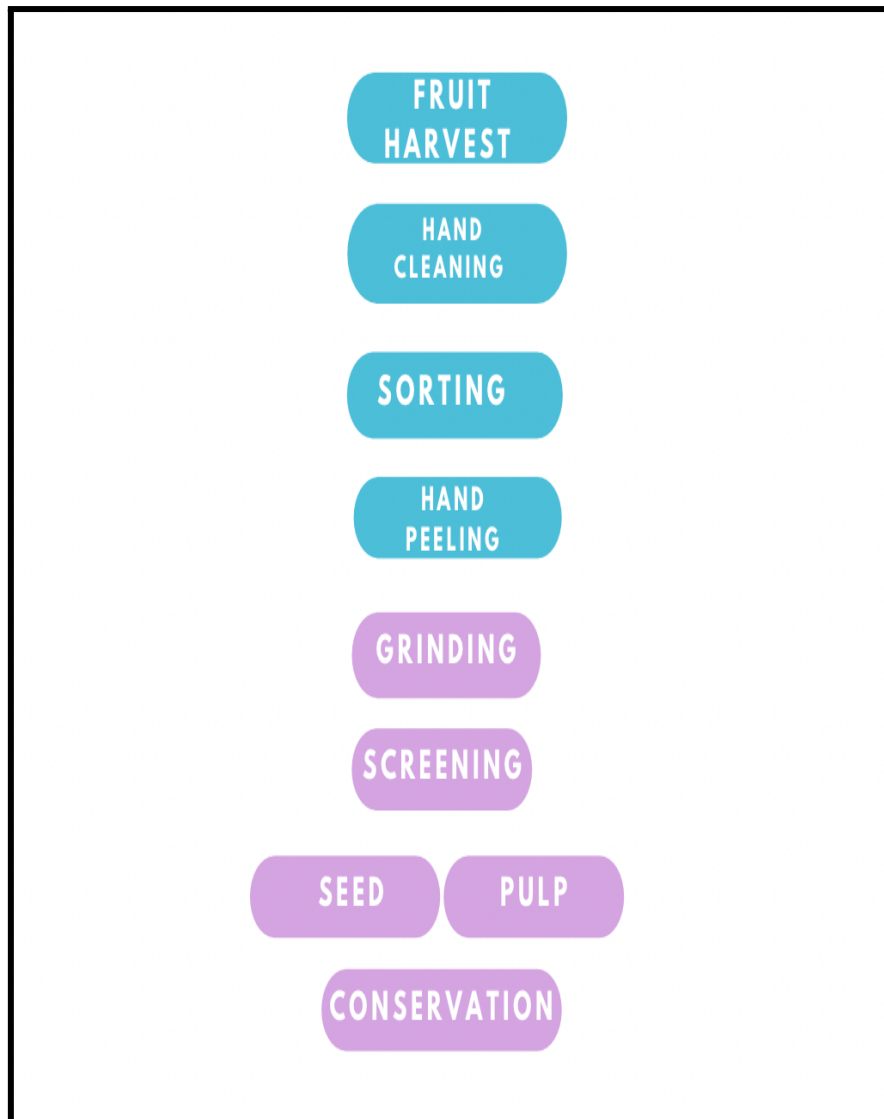 FRUIT
HARVEST
HAND
CLEANING
SORTING
HAND
PEELING
GRINDING
SCREENING
SEED
PULP
CONSERVATION